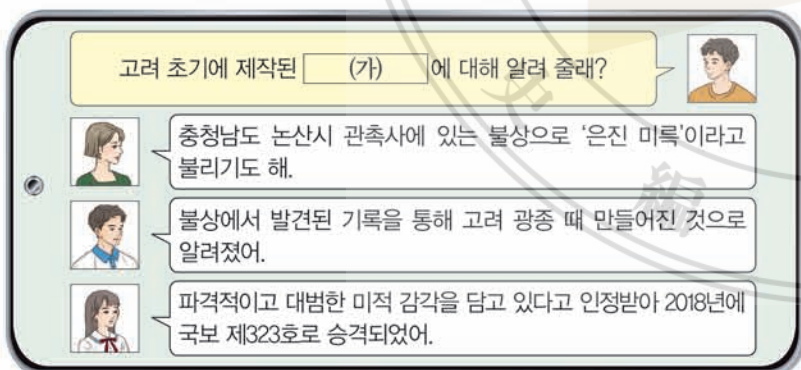 고려 초기에 제작된 (가) 에 대해 알려 줄래?
충청남도 논산시 관촉사에 있는 불상으로 ‘은진 미륵’이라고
불리기도 해.
불상에서 발견된 기록을 통해 고려 광종 때 만들어진 것으로
알려졌어.
파격적이고 대범한 미적 감각을 담고 있다고 인정받아 2018년에
국보 제323호로 승격되었어.
史
編